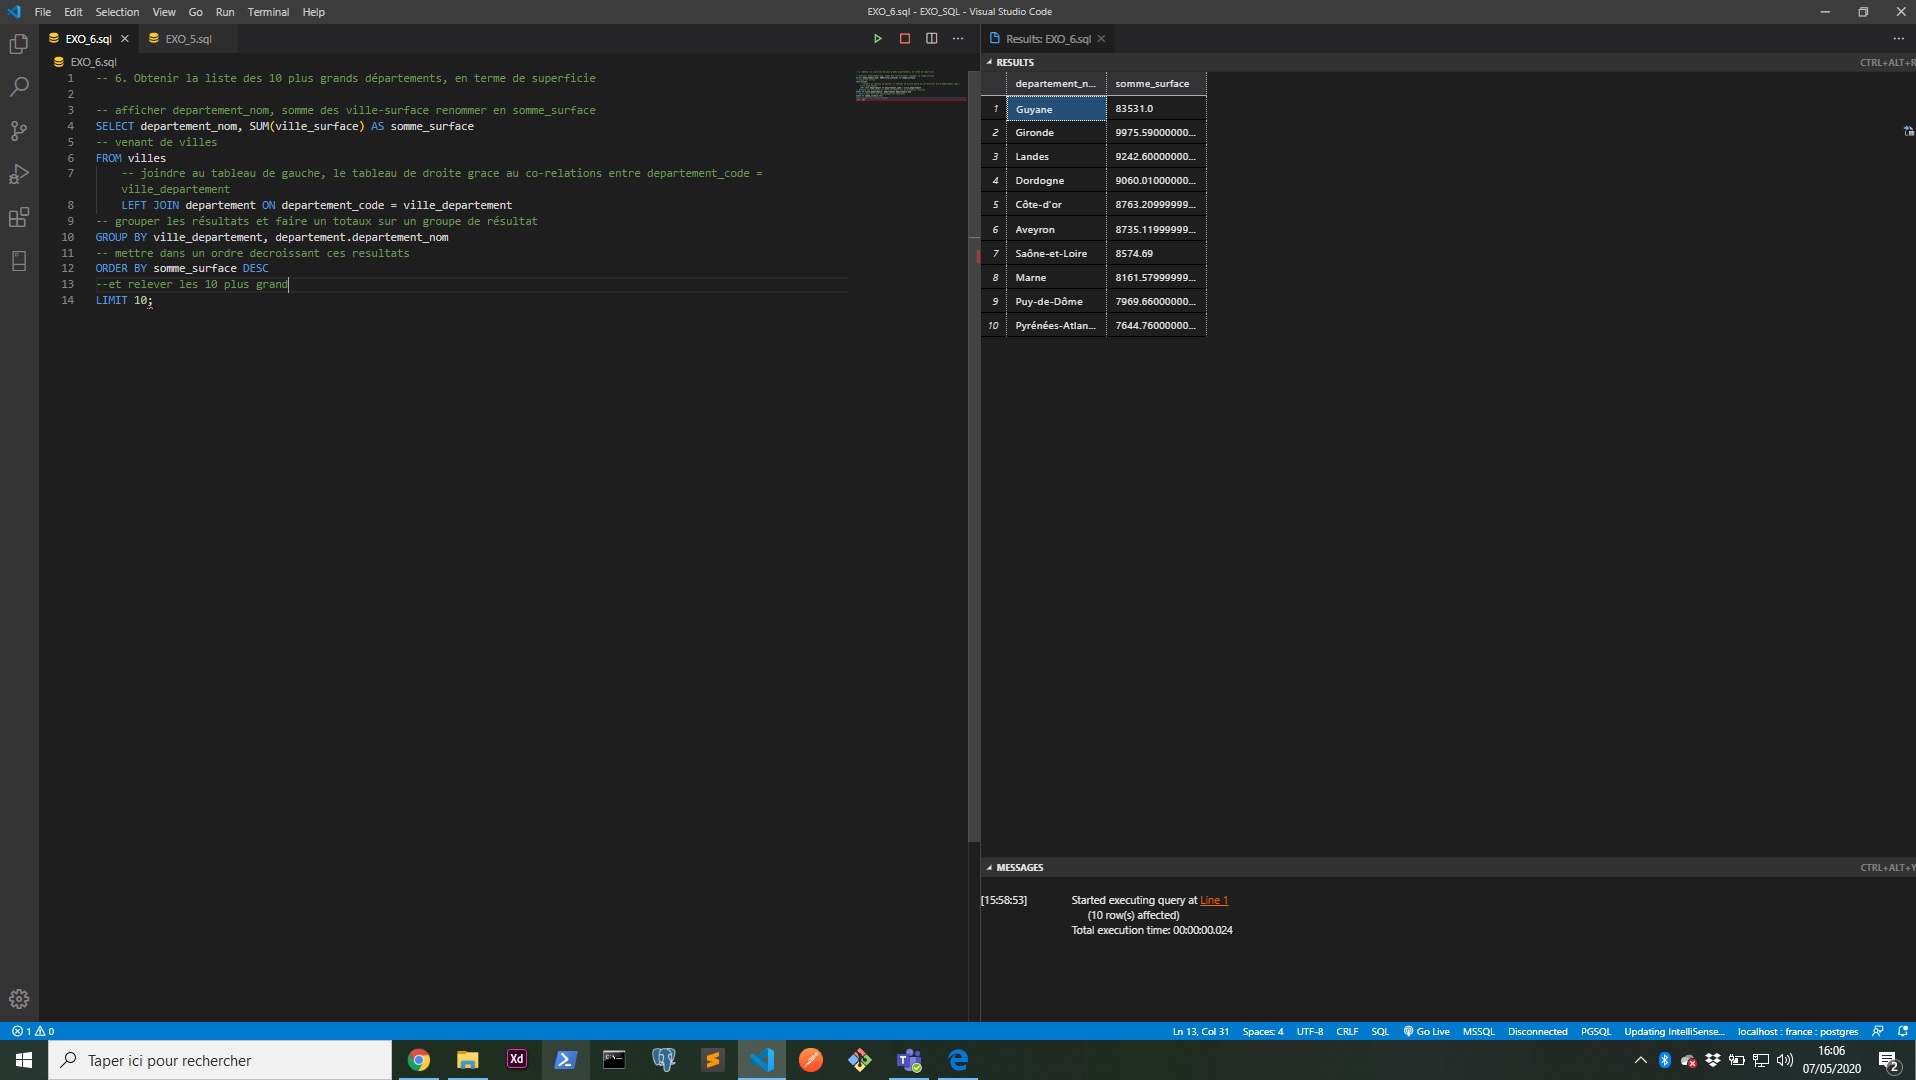 File Edit Selection View Go Run Terminal Help
EXO_6.sql - EXO_SQL - Visual Studio Code
EXO_6.sql EXO_5.sql
EXO_6.sql
1 -- 6. Obtenir la liste des 10 plus grands départements, en terme de superficie
2
3 -- afficher departement_nom, somme des ville-surface renommer en somme_surface
4 SELECT departement_nom, SUM(ville_surface) AS somme_surface
5 -- venant de villes
6 FROM villes
7 -- joindre au tableau de gauche, le tableau de droite grace au co-relations entre departement_code =
ville_departement
8 LEFT JOIN departement ON departement_code = ville_departement
9 -- grouper les résultats et faire un totaux sur un groupe de résultat
10 GROUP BY ville_departement, departement.departement_nom
11 -- mettre dans un ordre decroissant ces resultats
12 ORDER BY somme_surface DESC
13 --et relever les 10 plus grand
14 LIMIT 10;
Results: EXO_6.sql
RESULTS CTRL+ALT+R
departement_n... somme_surface
1 Guyane 83531.0
2 Gironde 9975.59000000...
3 Landes 9242.60000000...
4 Dordogne 9060.01000000...
5 Côte-d'or 8763.20999999...
6 Aveyron 8735.11999999...
7 Saône-et-Loire 8574.69
8 Marne 8161.57999999...
9 Puy-de-Dôme 7969.66000000...
10 Pyrénées-Atlan... 7644.76000000...
MESSAGES CTRL+ALT+Y
[15:58:53] Started executing query at Line 1
(10 row(s) affected)
Total execution time: 00:00:00.024
1 0 Ln 13, Col 31 Spaces: 4 UTF-8 CRLF SQL Go Live MSSQL Disconnected PGSQL Updating IntelliSense... localhost : france : postgres
Taper ici pour rechercher
Xd
16:06
07/05/2020
2